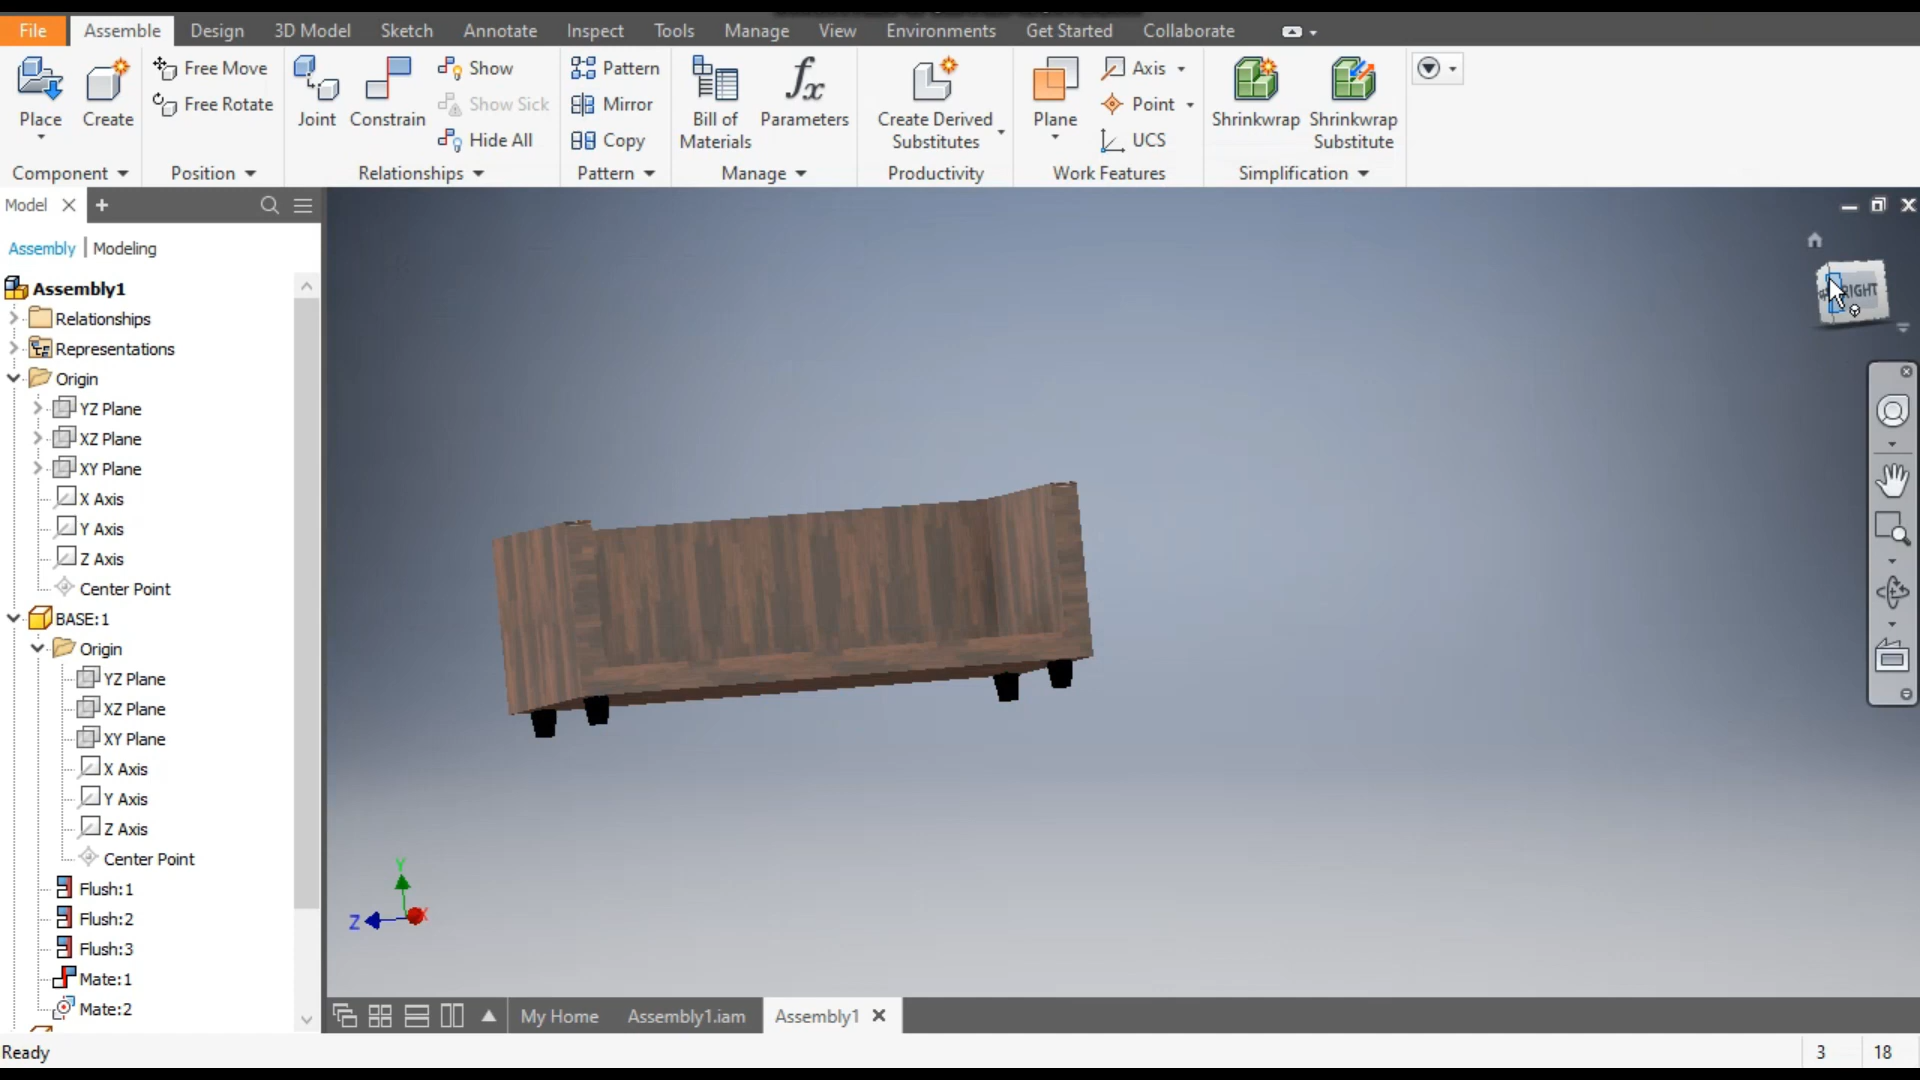 File Assemble Design 3D Model Sketch Annotate Inspect Tools Manage View Environments Get Started Collaborate
Place
Create
Free Move
Free Rotate
Joint
Constrain
Show
Show Sick
Hide All
Pattern
Mirror
Copy
Bill of
Materials
fx
Parameters
Create Derived
Substitutes
Plane
Axis
Point
UCS
Shrinkwrap
Shrinkwrap
Substitute
Component Position Relationships Pattern Manage Productivity Work Features Simplification
Model
Assembly | Modeling
Assembly1
Relationships
Representations
Origin
YZ Plane
XZ Plane
XY Plane
X Axis
Y Axis
Z Axis
Center Point
BASE:1
Origin
YZ Plane
XZ Plane
XY Plane
X Axis
Y Axis
Z Axis
Center Point
Flush:1
Flush:2
Flush:3
Mate:1
Mate:2
RIGHT
Y
Z X
My Home Assembly1.iam Assembly1
Ready 3 18